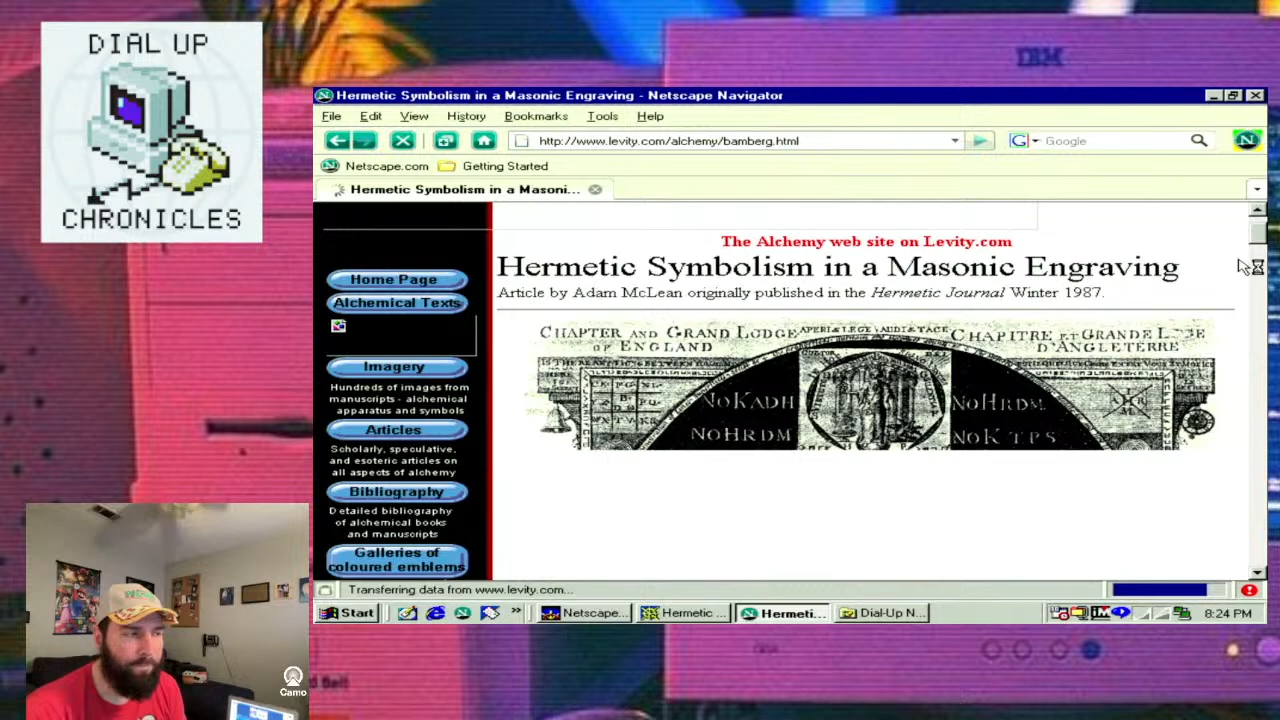 DIAL UP
CHRONICLES
IBM
Hermetic Symbolism in a Masonic Engraving - Netscape Navigator
File Edit View History Bookmarks Tools Help
http://www.levity.com/alchemy/bamberg.html
G Google
Netscape.com Getting Started
Hermetic Symbolism in a Masoni...
The Alchemy web site on Levity.com
Hermetic Symbolism in a Masonic Engraving
Article by Adam McLean originally published in the Hermetic Journal Winter 1987.
Home Page
Alchemical Texts
Imagery
Hundreds of images from
manuscripts - alchemical
apparatus and symbols
Articles
Scholarly, speculative,
and esoteric articles on
all aspects of alchemy
Bibliography
Detailed bibliography
of alchemical books
and manuscripts
Galleries of
coloured emblems
CHAPTER AND GRAND LODGE
OF ENGLAND
CHAPITRE ET GRANDE
D'ANGLETERRE
NOKADH
NOHRDM
NOHRDM.
NOKTPS
Transferring data from www.levity.com...
Start
Netscape...
Hermetic ...
Hermeti...
Dial-Up N...
8:24 PM
Camo